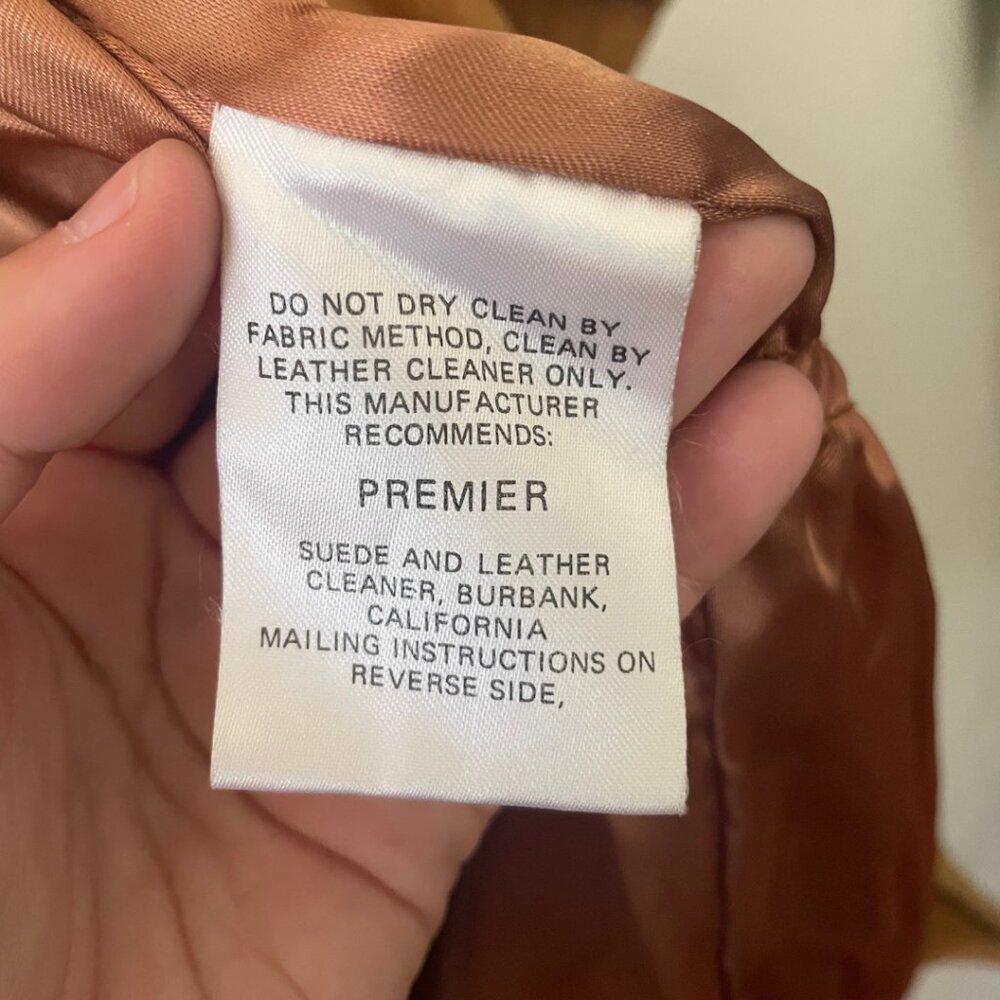 DO NOT DRY CLEAN BY
FABRIC METHOD, CLEAN BY
LEATHER CLEANER ONLY.
THIS MANUFACTURER
RECOMMENDS:
PREMIER
SUEDE AND LEATHER
CLEANER, BURBANK,
CALIFORNIA
MAILING INSTRUCTIONS ON
REVERSE SIDE,